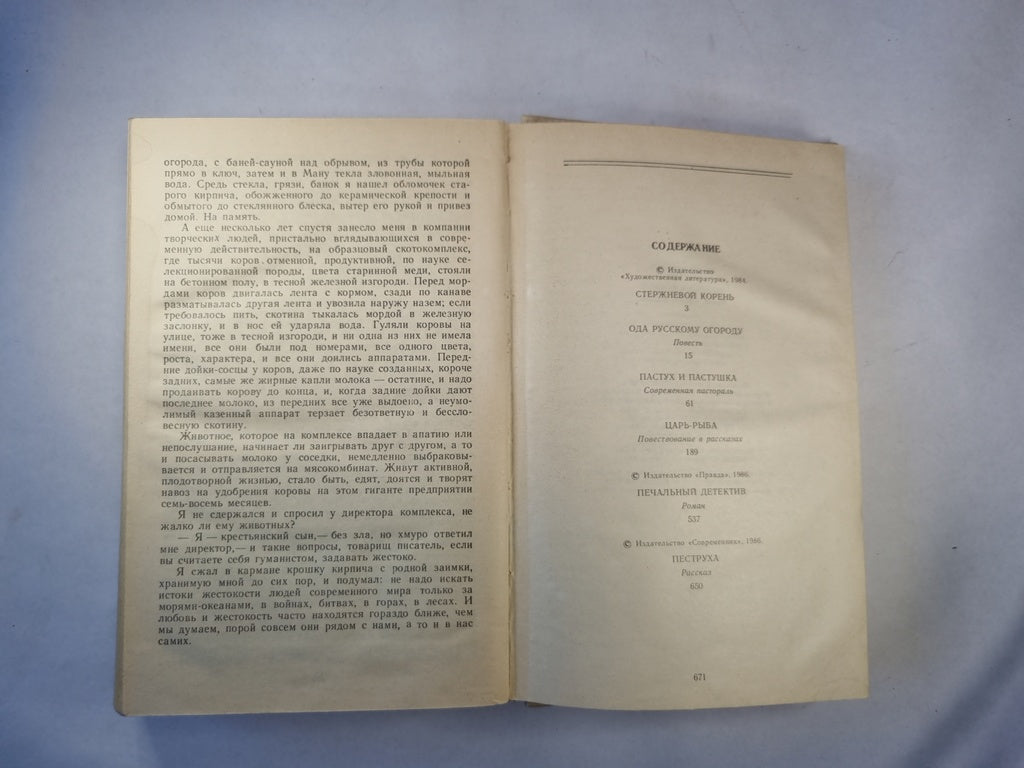 огорода, с баней-сауной над обрывом, из трубы которой
прямо в ключ, затем и в Ману текла зловонная, мыльная
вода. Средь стекла, грязи, банок я нашел обломочек ста-
рого кирпича, обожженного до керамической крепости и
обмытого до стеклянного блеска, вытер его рукой и привез
домой. На память.
А еще несколько лет спустя занесло меня в компании
творческих людей, пристально вглядывающихся в совре-
менную действительность, на образцовый скотокомплекс,
где тысячи коров отменной, продуктивной, по науке се-
лекционированной породы, цвета старинной меди, стояли
на бетонном полу, в тесной железной изгороди. Перед мор-
дами коров двигалась лента с кормом, сзади по канаве
разматывалась другая лента и увозила наружу назем; если
требовалось пить, скотина тыкалась мордой в железную
заслонку, и в нос ей ударяла вода. Гуляли коровы на
улице, тоже в тесной изгороди, и ни одна из них не имела
имени, все они были под номерами, все одного цвета,
роста, характера, и все они доились аппаратами. Перед-
ние дойки-сосцы у коров, даже по науке созданных, короче
задних, самые же жирные капли молока — остатние, и надо
продаивать корову до конца, и, когда задние дойки дают
последнее молоко, из передних все уже выдоено, а неумо-
лимый казенный аппарат терзает безответную и бессло-
весную скотину.
Животное, которое на комплексе впадает в апатию или
непослушание, начинает ли заигрывать друг с другом, а то
и посасывать молоко у соседки, немедленно выбраковы-
вается и отправляется на мясокомбинат. Живут активной,
плодотворной жизнью, стало быть, едят, доятся и творят
навоз на удобрения коровы на этом гиганте предприятии
семь-восемь месяцев.
Я не сдержался и спросил у директора комплекса, не
жалко ли ему животных?
— Я — крестьянский сын,— без зла, но хмуро ответил
мне директор,— и такие вопросы, товарищ писатель, если
вы считаете себя гуманистом, задавать жестоко.
Я сжал в кармане крошку кирпича с родной заимки,
хранимую мной до сих пор, и подумал: не надо искать
истоки жестокости людей современного мира только за
морями-океанами, в войнах, битвах, в горах, в лесах. И
любовь и жестокость часто находятся гораздо ближе, чем
мы думаем, порой совсем они рядом с нами, а то и в нас
самих.
СОДЕРЖАНИЕ
© Издательство
«Художественная литература», 1984.
СТЕРЖНЕВОЙ КОРЕНЬ
3
ОДА РУССКОМУ ОГОРОДУ
Повесть
15
ПАСТУХ И ПАСТУШКА
Современная пастораль
61
ЦАРЬ-РЫБА
Повествование в рассказах
189
© Издательство «Правда», 1986.
ПЕЧАЛЬНЫЙ ДЕТЕКТИВ
Роман
537
© Издательство «Современник», 1986.
ПЕСТРУХА
Рассказ
650
671